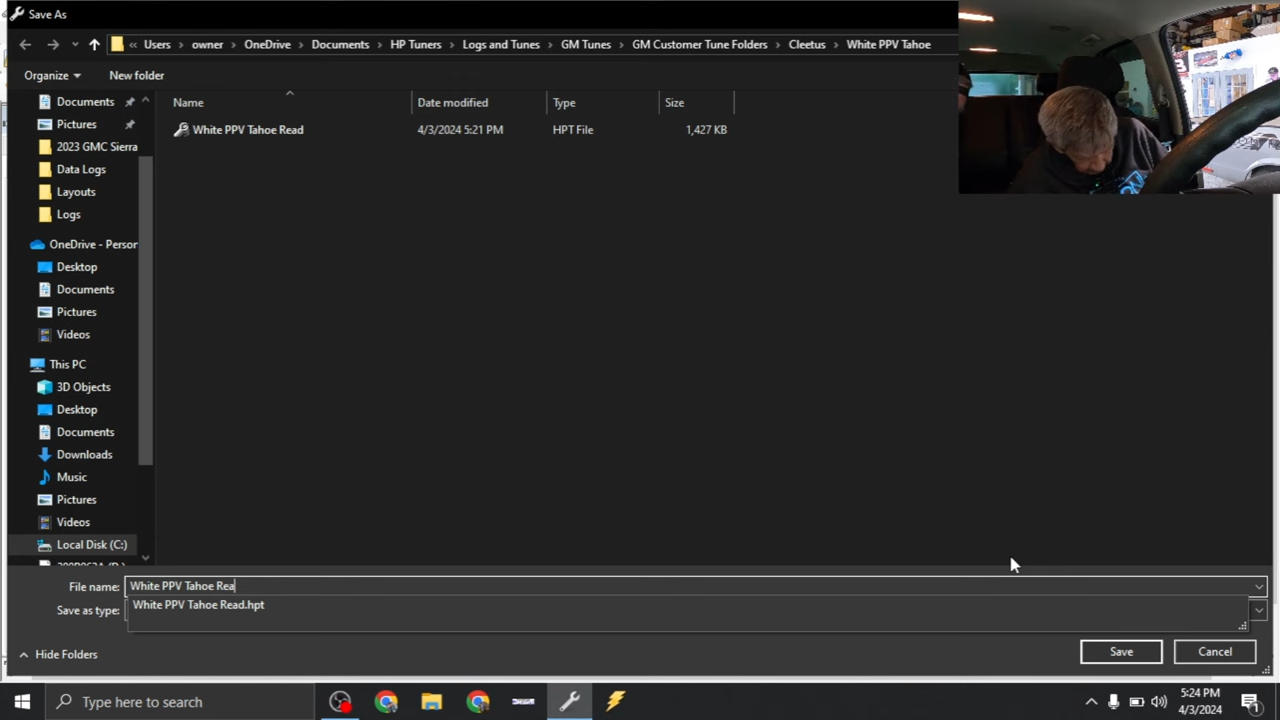 Save As
« Users > owner > OneDrive > Documents > HP Tuners > Logs and Tunes > GM Tunes > GM Customer Tune Folders > Cleetus > White PPV Tahoe
Organize New folder
Name Date modified Type Size
White PPV Tahoe Read 4/3/2024 5:21 PM HPT File 1,427 KB
Documents
Pictures
2023 GMC Sierra
Data Logs
Layouts
Logs
OneDrive - Person
Desktop
Documents
Pictures
Videos
This PC
3D Objects
Desktop
Documents
Downloads
Music
Pictures
Videos
Local Disk (C:)
File name: White PPV Tahoe Rea
White PPV Tahoe Read.hpt
Save as type:
Hide Folders Save Cancel
Type here to search
5:24 PM
4/3/2024
1